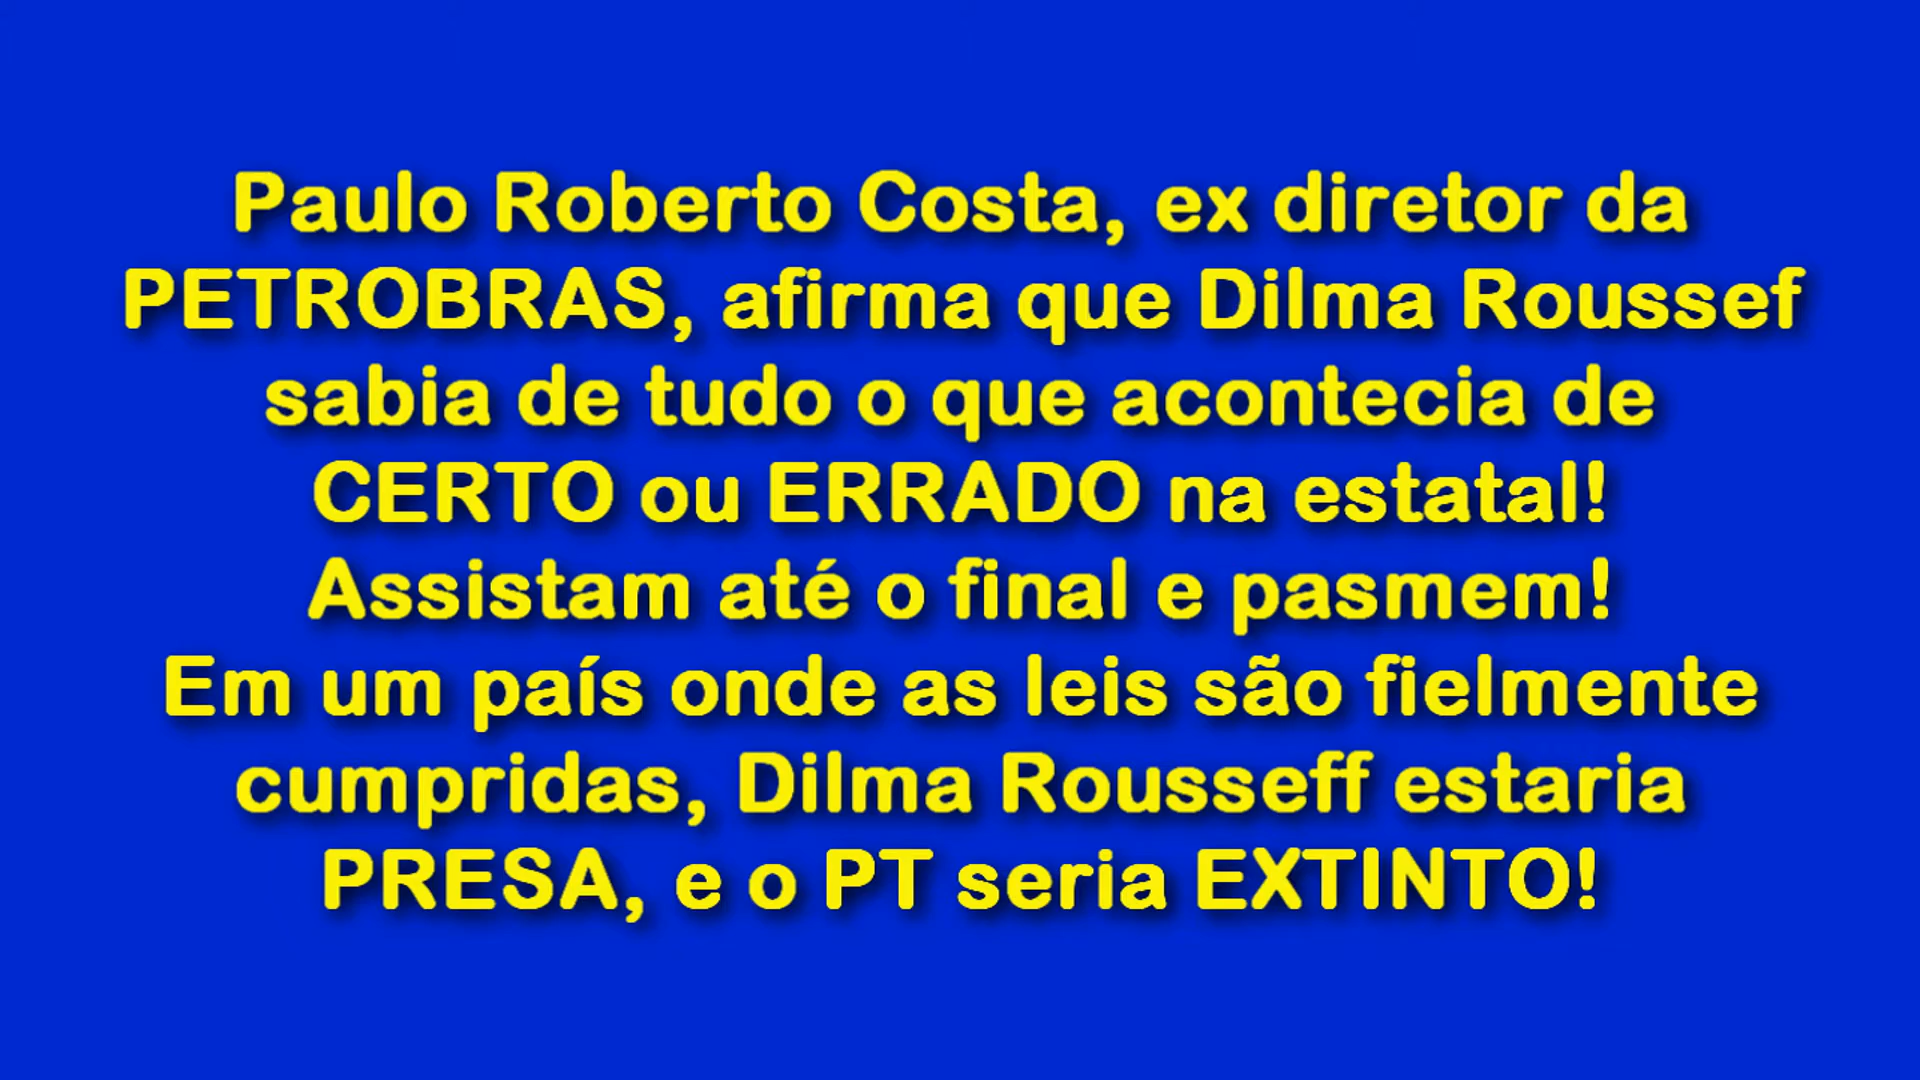 Paulo Roberto Costa, ex diretor da
PETROBRAS, afirma que Dilma Roussef
sabia de tudo o que acontecia de
CERTO ou ERRADO na estatal!
Assistam até o final e pasmem!
Em um país onde as leis são fielmente
cumpridas, Dilma Rousseff estaria
PRESA, e o PT seria EXTINTO!